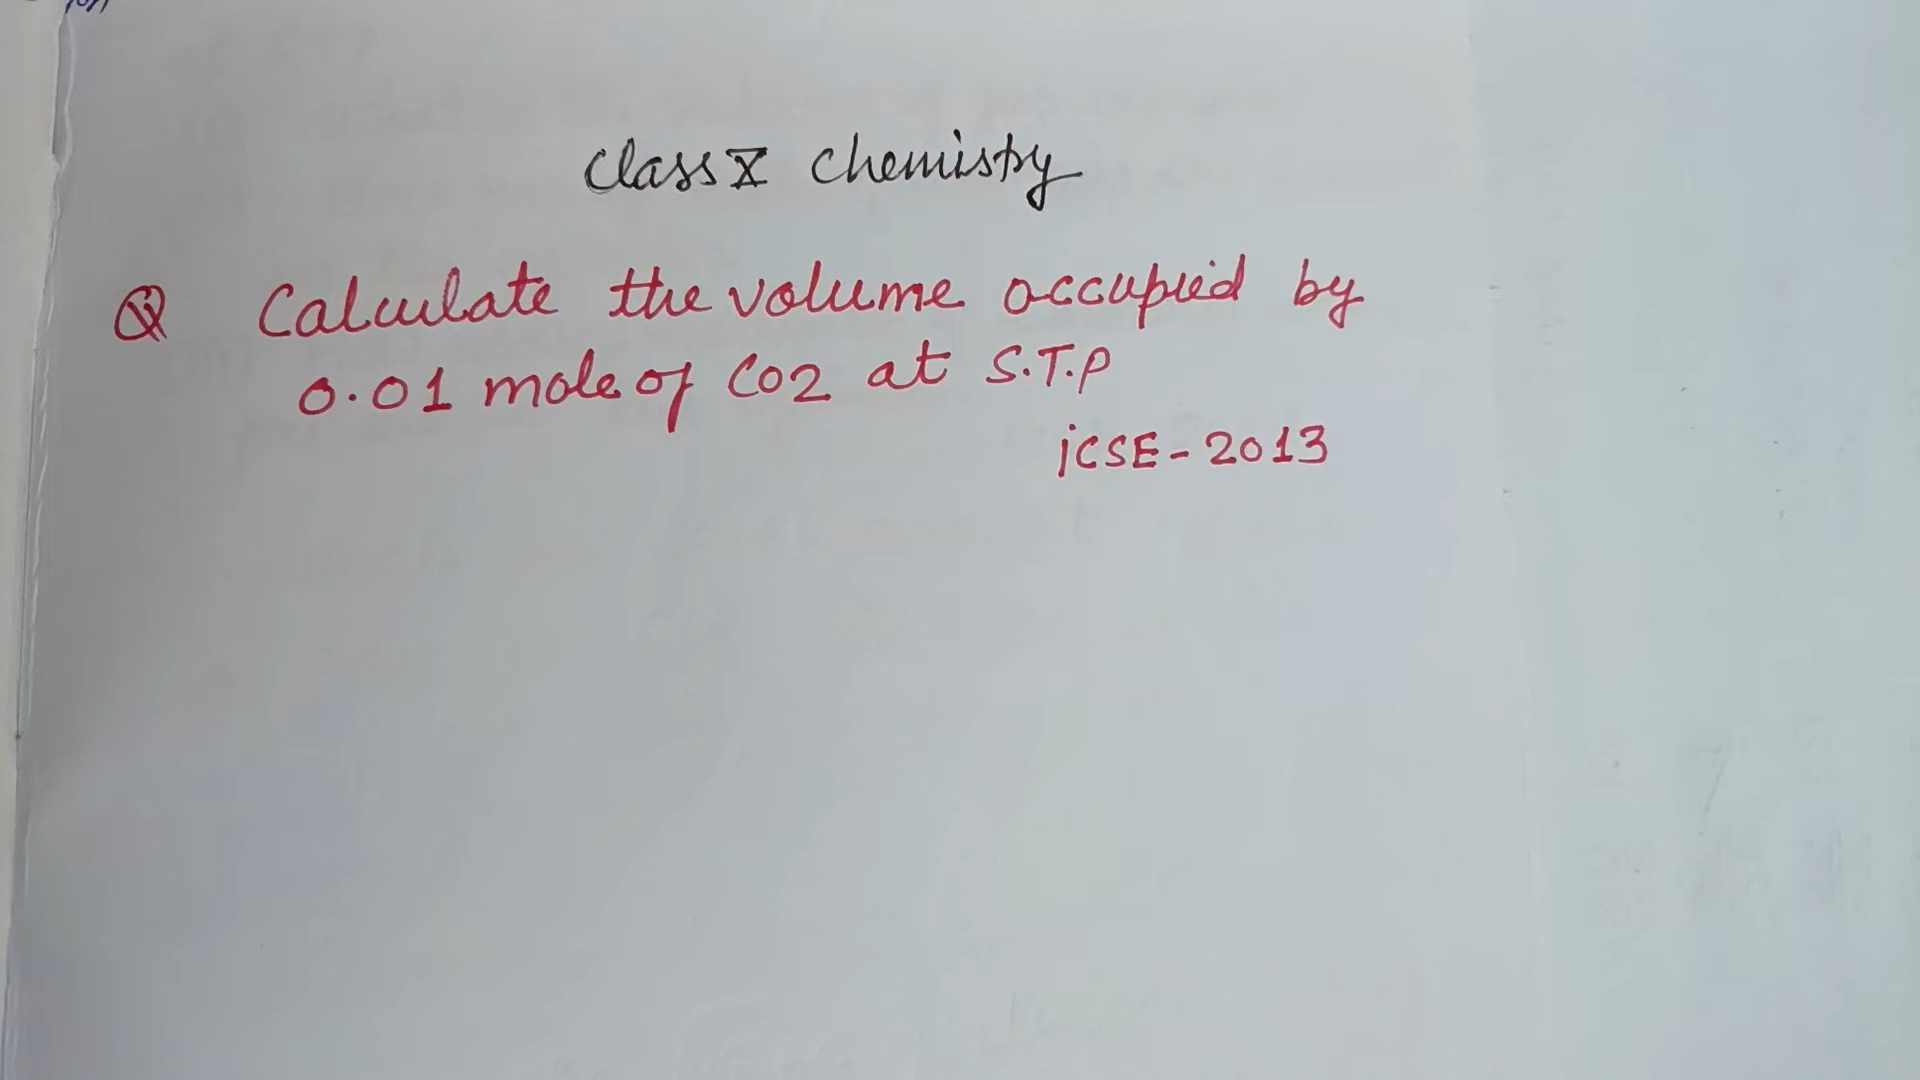 Class X Chemistry
Q Calculate the volume occupied by
0.01 mole of CO2 at S.T.P
iCSE - 2013